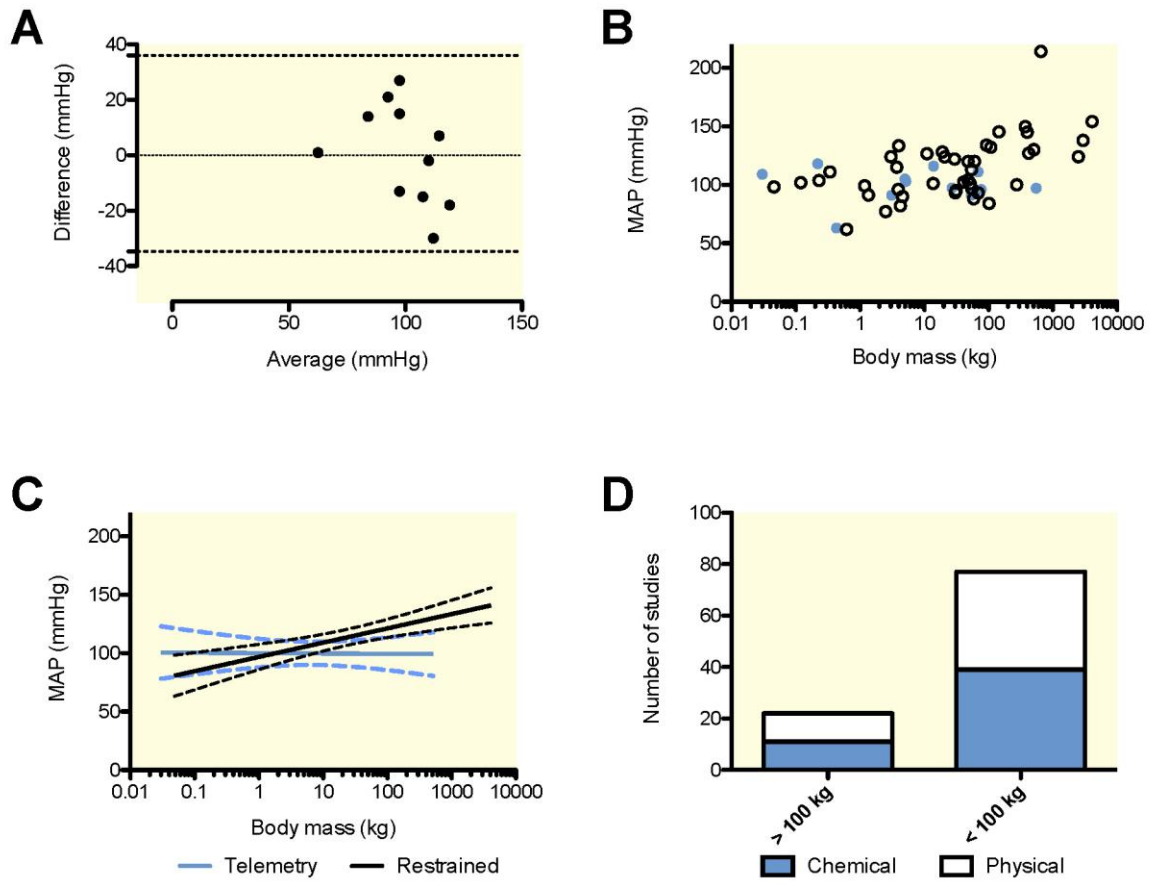 A
40
20
0
-20
-40
Difference (mmHg)
0 50 100 150
Average (mmHg)
B
200
150
100
50
0
MAP (mmHg)
0.01 0.1 1 10 100 1000 10000
Body mass (kg)
C
200
150
100
50
0
MAP (mmHg)
0.01 0.1 1 10 100 1000 10000
Body mass (kg)
Telemetry Restrained
D
100
80
60
40
20
0
Number of studies
> 100 kg
< 100 kg
Chemical Physical